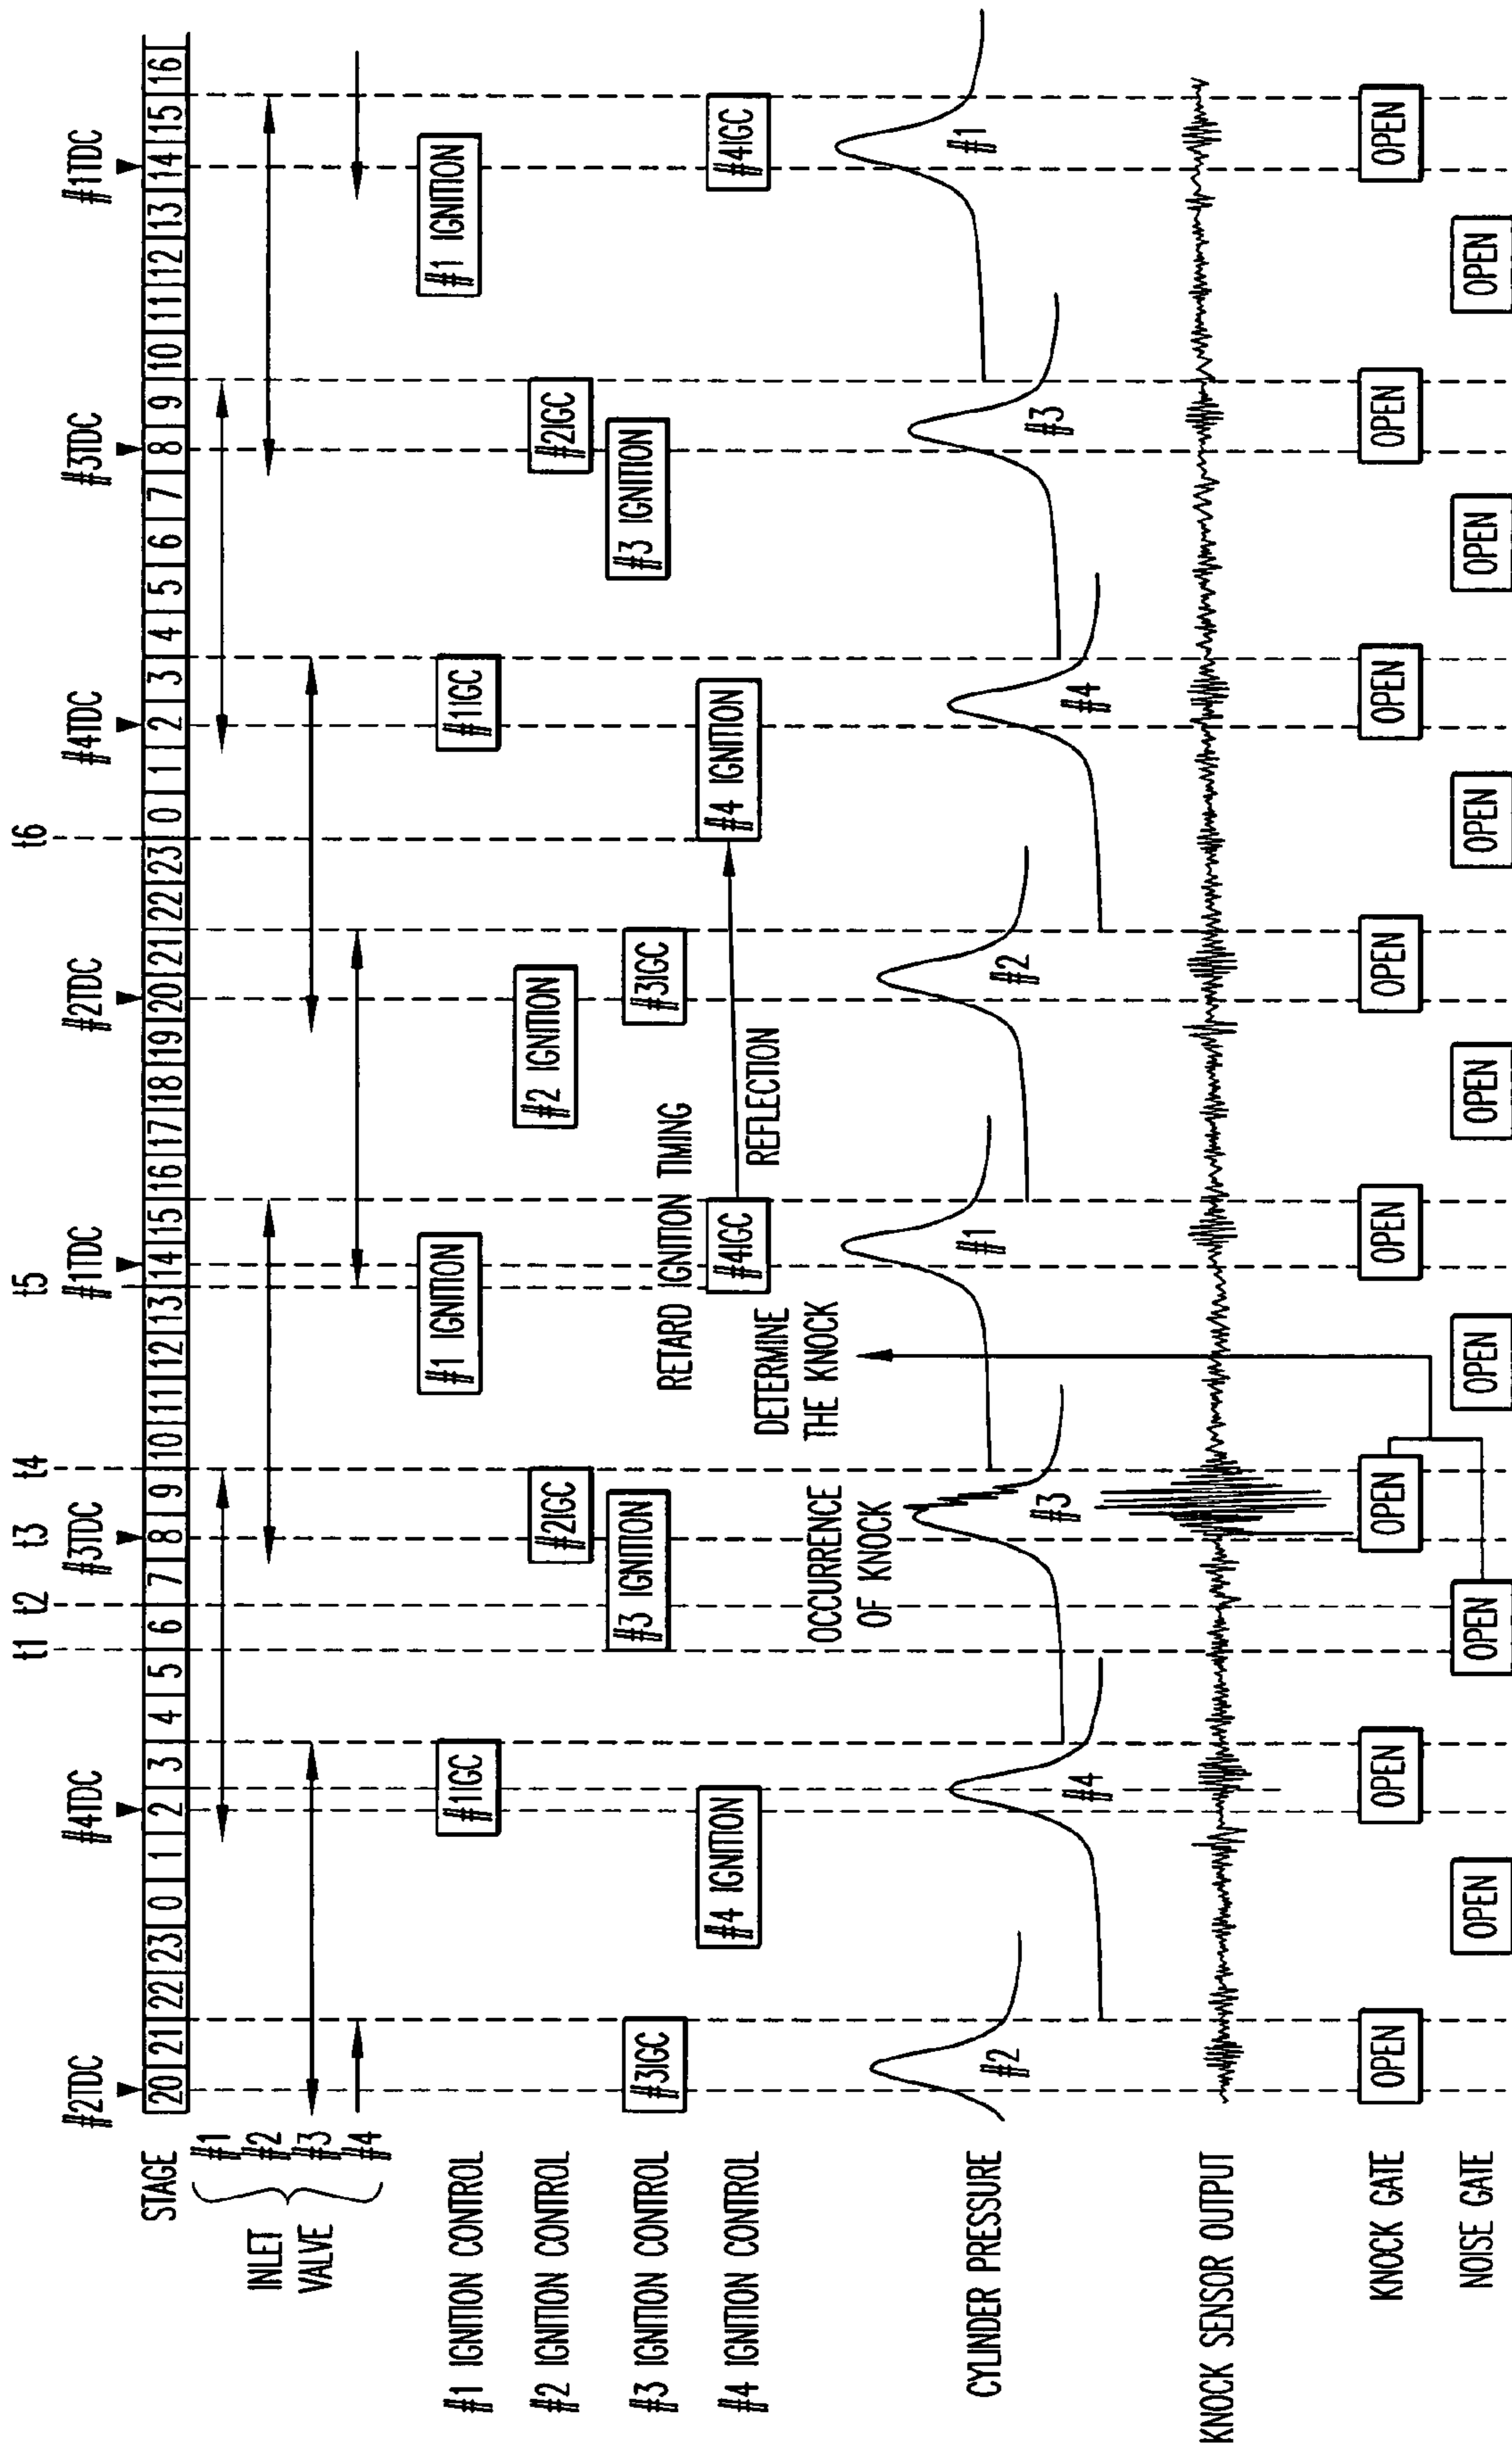 t1 t2 t3 t4 t5 t6
#2TDC #4TDC #3TDC #1TDC #2TDC #4TDC #3TDC #1TDC
STAGE 20 21 22 23 0 1 2 3 4 5 6 7 8 9 10 11 12 13 14 15 16 17 18 19 20 21 22 23 0 1 2 3 4 5 6 7 8 9 10 11 12 13 14 15 16
INLET VALVE
#1
#2
#3
#4
#1 IGNITION CONTROL #1IGC #1 IGNITION #1IGC #1 IGNITION
#2 IGNITION CONTROL #2IGC #2 IGNITION #2IGC
#3 IGNITION CONTROL #3IGC #3 IGNITION #3IGC #3 IGNITION
RETARD IGNITION TIMING
#4 IGNITION CONTROL #4 IGNITION #4IGC #4 IGNITION #4IGC
REFLECTION
DETERMINE
THE KNOCK
OCCURRENCE
OF KNOCK
CYLINDER PRESSURE #2 #4 #3 #1 #2 #4 #3 #1
KNOCK SENSOR OUTPUT
KNOCK GATE OPEN OPEN OPEN OPEN OPEN OPEN OPEN OPEN
NOISE GATE OPEN OPEN OPEN OPEN OPEN OPEN OPEN